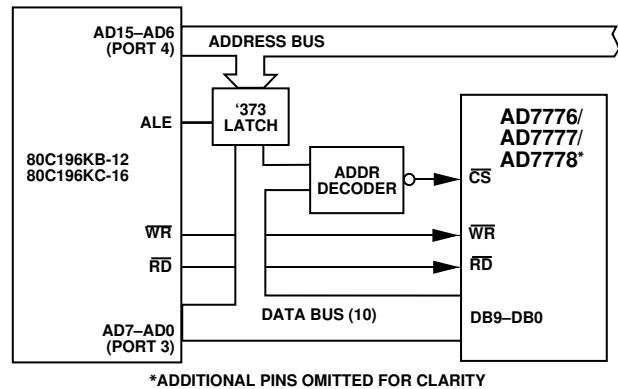 AD15–AD6
(PORT 4)
ADDRESS BUS
ALE
'373
LATCH
80C196KB-12
80C196KC-16
ADDR
DECODER
AD7776/
AD7777/
AD7778*
CS
WR
WR
RD
RD
DATA BUS (10)
DB9–DB0
AD7–AD0
(PORT 3)
*ADDITIONAL PINS OMITTED FOR CLARITY